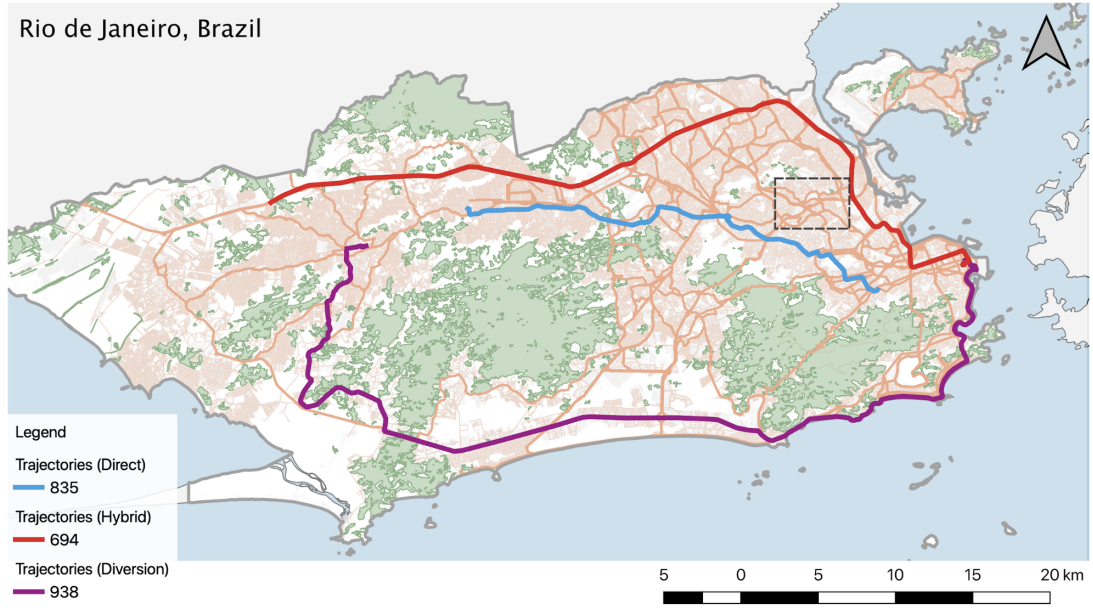 Rio de Janeiro, Brazil
Legend
Trajectories (Direct)
835
Trajectories (Hybrid)
694
Trajectories (Diversion)
938
5 0 5 10 15 20 km